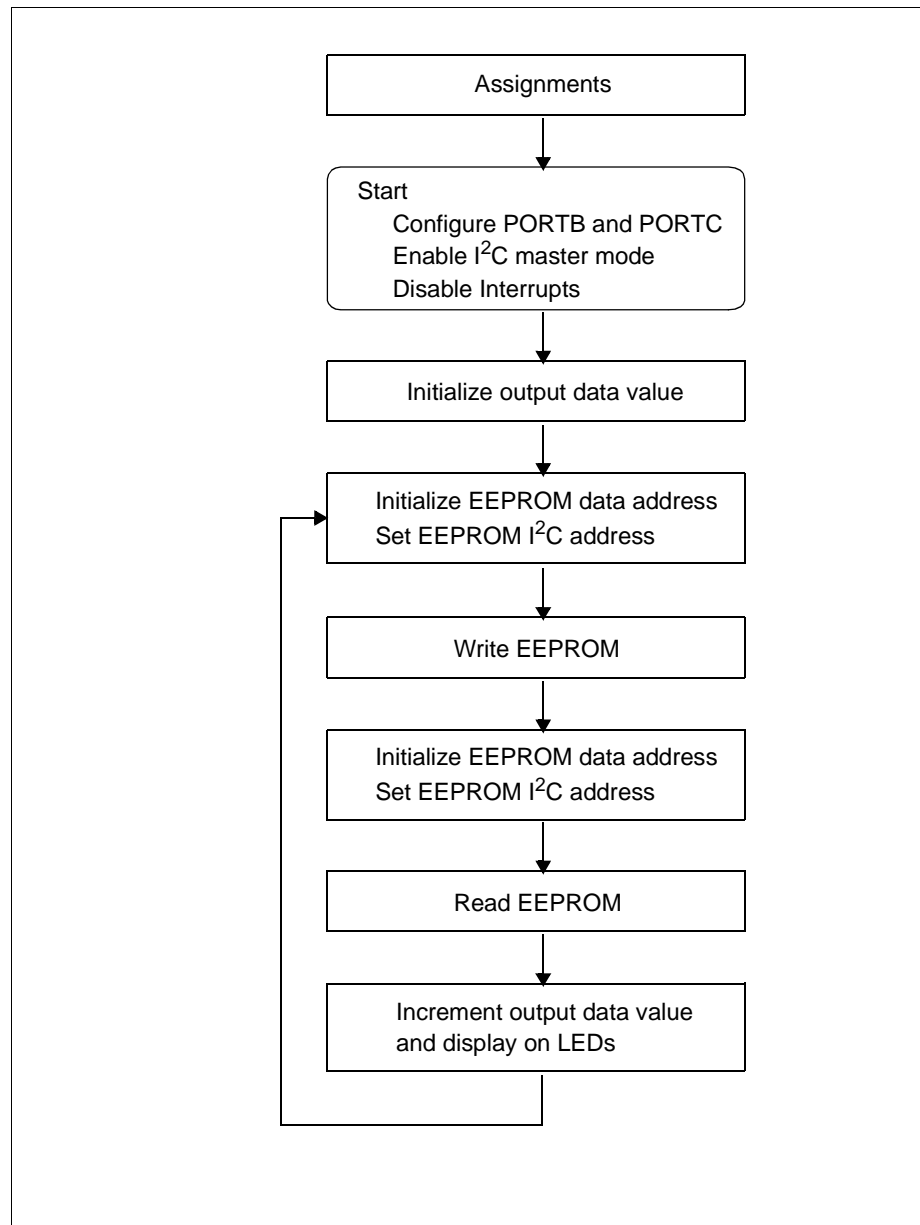 Assignments
Start
Configure PORTB and PORTC
Enable I²C master mode
Disable Interrupts
Initialize output data value
Initialize EEPROM data address
Set EEPROM I²C address
Write EEPROM
Initialize EEPROM data address
Set EEPROM I²C address
Read EEPROM
Increment output data value
and display on LEDs